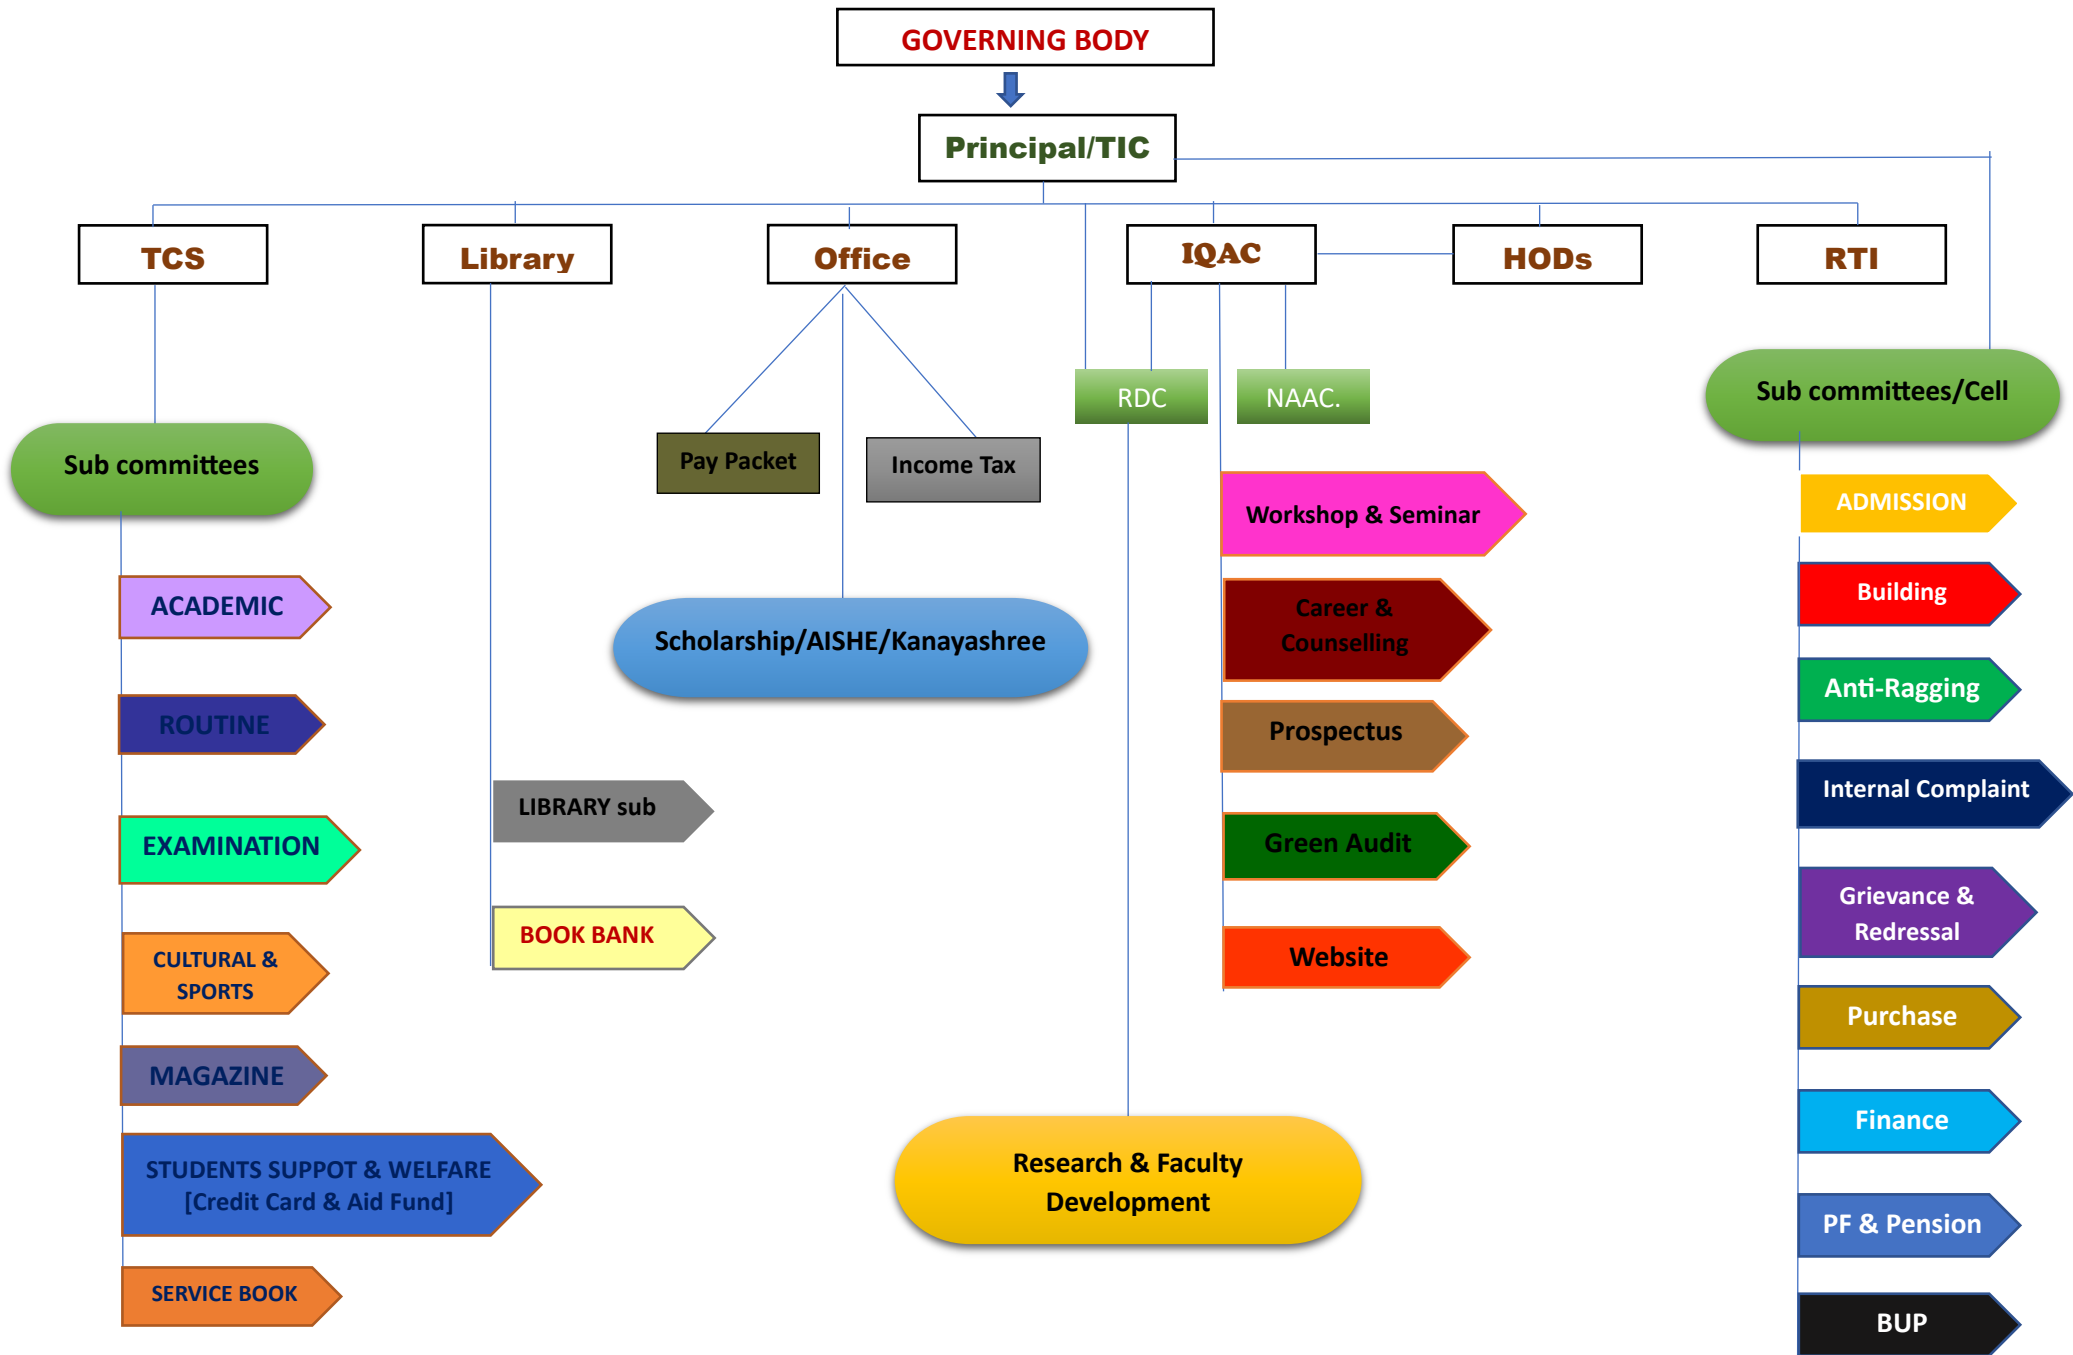 GOVERNING BODY
Principal/TIC
TCS
Library
Office
IQAC
HODs
RTI
RDC
NAAC.
Sub committees/Cell
Sub committees
Pay Packet
Income Tax
Workshop & Seminar
ADMISSION
ACADEMIC
Scholarship/AISHE/Kanayashree
Career &
Counselling
Building
Anti-Ragging
ROUTINE
Prospectus
LIBRARY sub
Internal Complaint
EXAMINATION
Green Audit
Grievance &
Redressal
BOOK BANK
Website
CULTURAL &
SPORTS
Purchase
MAGAZINE
Finance
STUDENTS SUPPOT & WELFARE
[Credit Card & Aid Fund]
Research & Faculty
Development
PF & Pension
SERVICE BOOK
BUP